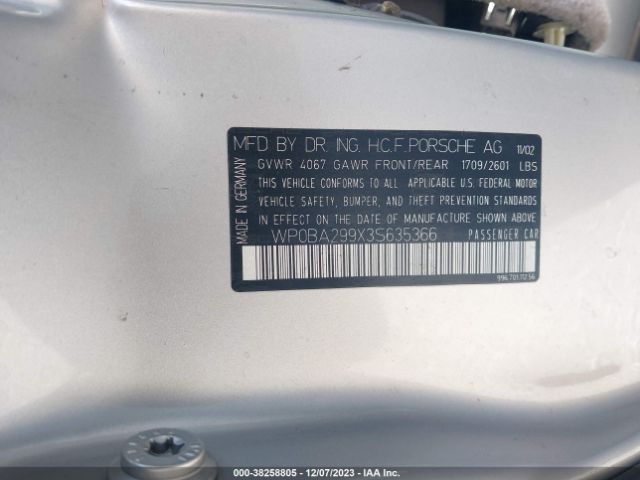 MFD BY DR. ING. H.C.F. PORSCHE AG 11/02
GVWR 4067 GAWR FRONT/REAR 1709/2601 LBS
THIS VEHICLE CONFORMS TO ALL APPLICABLE U.S. FEDERAL MOTOR
VEHICLE SAFETY, BUMPER, AND THEFT PREVENTION STANDARDS
IN EFFECT ON THE DATE OF MANUFACTURE SHOWN ABOVE
WP0BA299X3S635366 PASSENGER CAR
MADE IN GERMANY
000-38258805 - 12/07/2023 - IAA Inc.